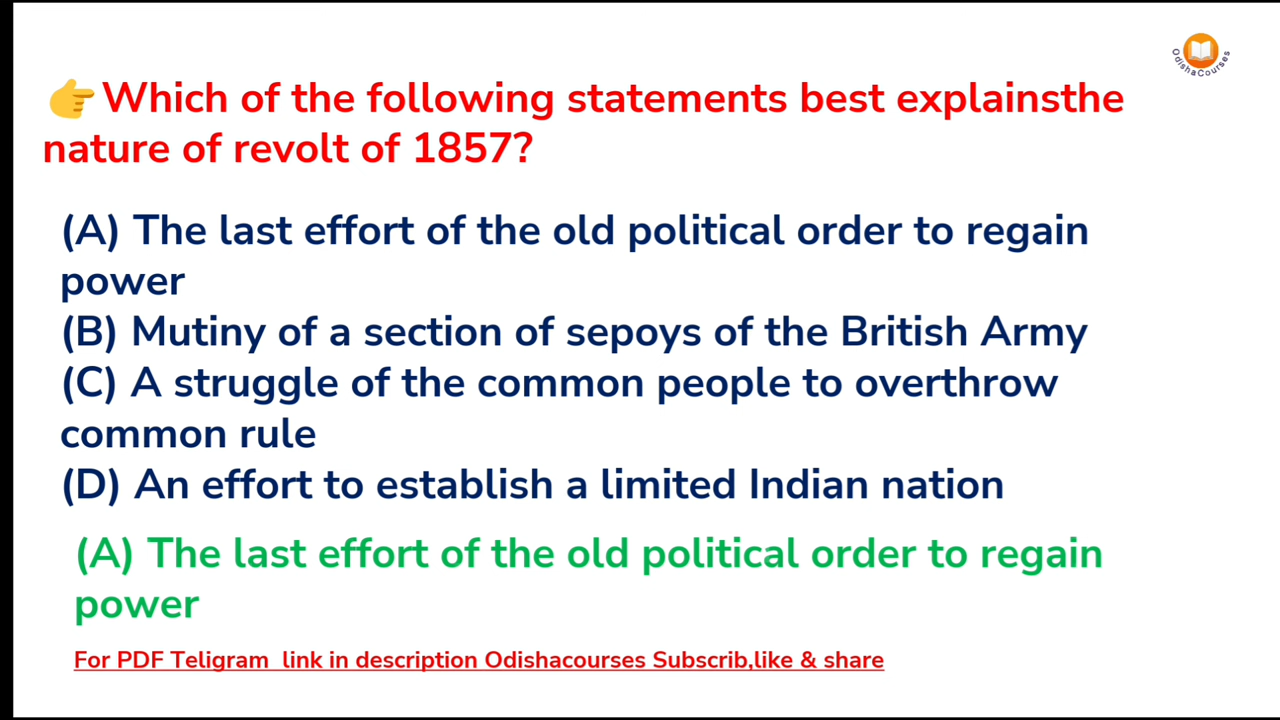 OdishaCourses
👉Which of the following statements best explainsthe
nature of revolt of 1857?
(A) The last effort of the old political order to regain
power
(B) Mutiny of a section of sepoys of the British Army
(C) A struggle of the common people to overthrow
common rule
(D) An effort to establish a limited Indian nation
(A) The last effort of the old political order to regain
power
For PDF Teligram  link in description Odishacourses Subscrib,like & share